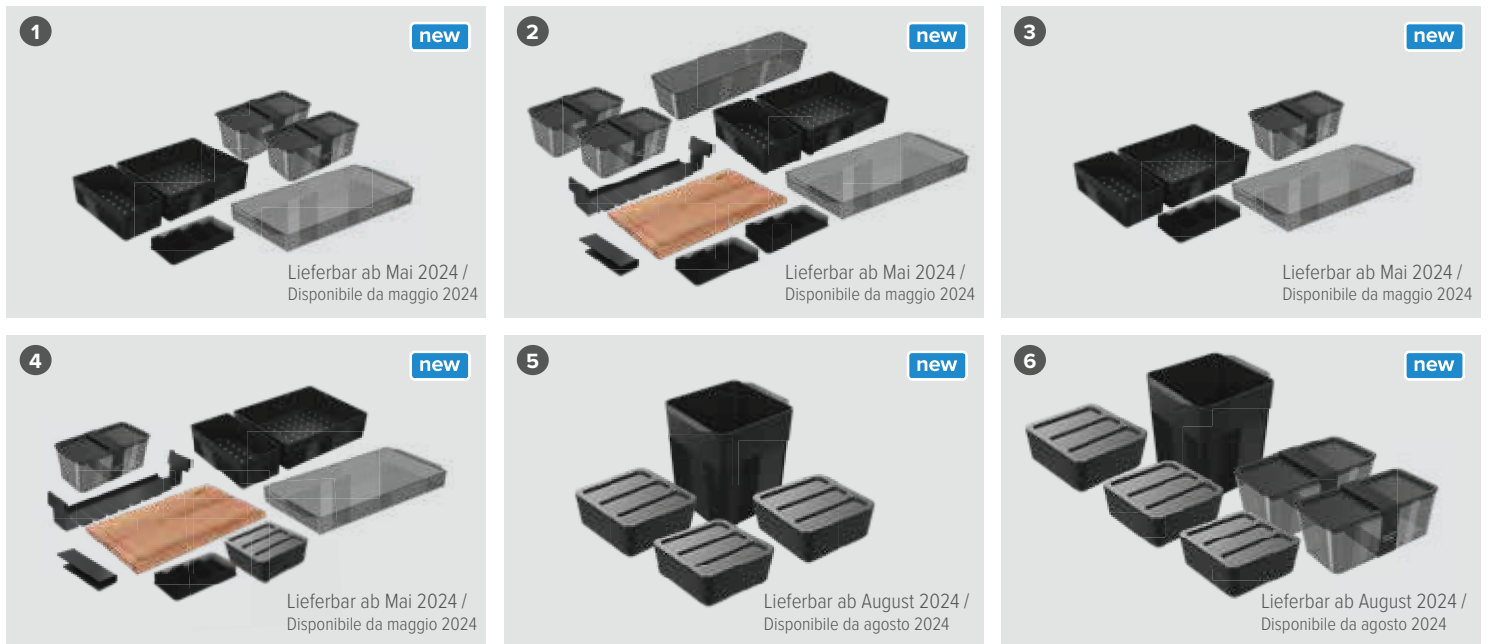 1
new
Lieferbar ab Mai 2024 /
Disponibile da maggio 2024
2
new
Lieferbar ab Mai 2024 /
Disponibile da maggio 2024
3
new
Lieferbar ab Mai 2024 /
Disponibile da maggio 2024
4
new
Lieferbar ab Mai 2024 /
Disponibile da maggio 2024
5
new
Lieferbar ab August 2024 /
Disponibile da agosto 2024
6
new
Lieferbar ab August 2024 /
Disponibile da agosto 2024